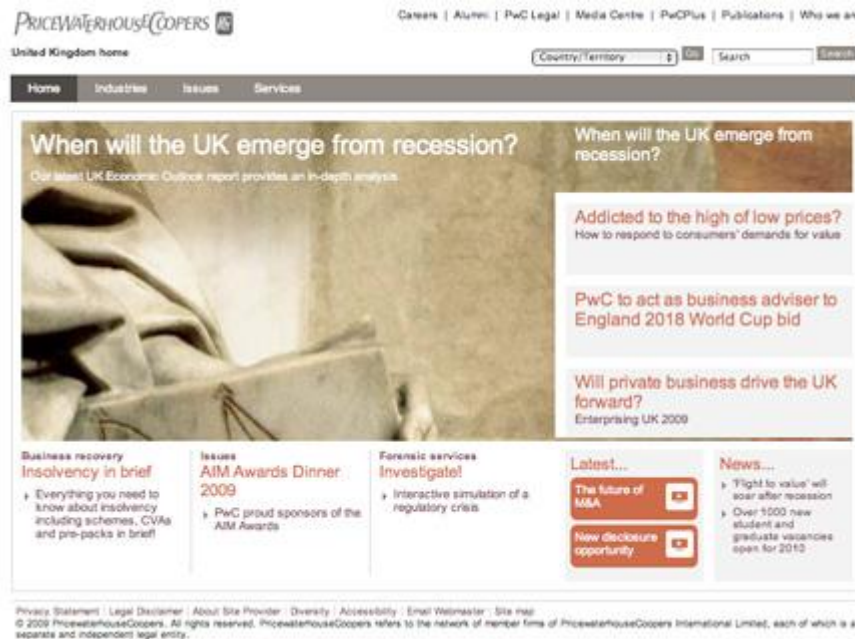 PRICEWATERHOUSECOOPERS
Careers | Alumni | PwC Legal | Media Centre | PwCPlus | Publications | Who we are
United Kingdom home
Country/Territory Go Search Search
Home Industries Issues Services
When will the UK emerge from recession?
Our latest UK Economic Outlook report provides an in-depth analysis
When will the UK emerge from
recession?
Addicted to the high of low prices?
How to respond to consumers' demands for value
PwC to act as business adviser to
England 2018 World Cup bid
Will private business drive the UK
forward?
Enterprising UK 2009
Business recovery
Insolvency in brief
Everything you need to
know about insolvency
including schemes, CVAs
and pre-packs in brief!
Issues
AIM Awards Dinner
2009
PwC proud sponsors of the
AIM Awards
Forensic services
Investigate!
Interactive simulation of a
regulatory crisis
Latest...
The future of
M&A
New disclosure
opportunity
News...
'Flight to value' will
soar after recession
Over 1000 new
student and
graduate vacancies
open for 2010
Privacy Statement | Legal Disclaimer | About Site Provider | Diversity | Accessibility | Email Webmaster | Site map
© 2009 PricewaterhouseCoopers. All rights reserved. PricewaterhouseCoopers refers to the network of member firms of PricewaterhouseCoopers International Limited, each of which is a
separate and independent legal entity.